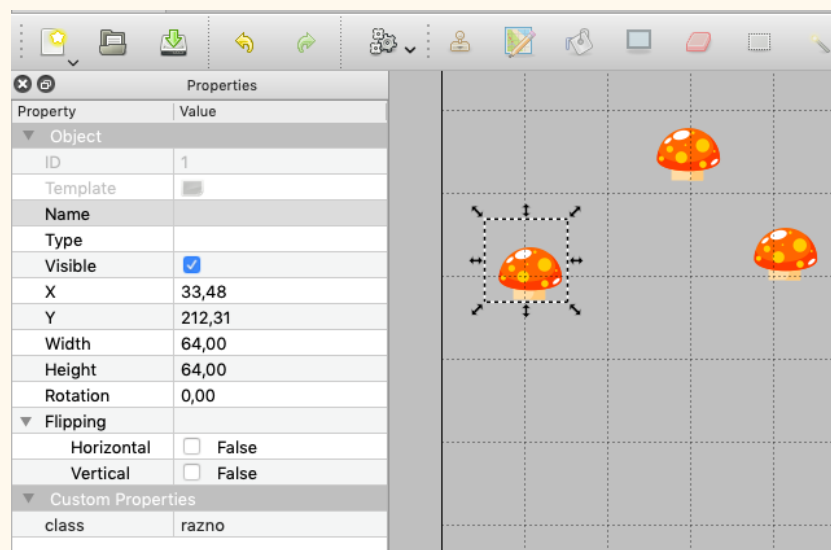 Properties
Property Value
Object
ID 1
Template
Name
Type
Visible
X 33,48
Y 212,31
Width 64,00
Height 64,00
Rotation 0,00
Flipping
Horizontal False
Vertical False
Custom Properties
class razno